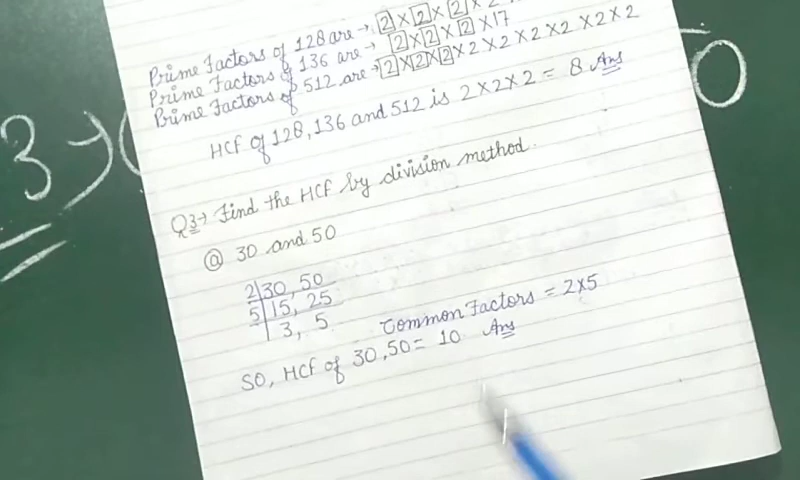 Prime Factors of 128 are → 2 × 2 × 2 × 2
Prime Factors of 136 are → 2 × 2 × 2 × 17
Prime Factors of 512 are → 2 × 2 × 2 × 2 × 2 × 2 × 2 × 2 × 2
HCF of 128, 136 and 512 is 2 × 2 × 2 = 8 Ans
Q3→ Find the HCF by division method.
ⓐ 30 and 50
2 | 30, 50
5 | 15, 25
| 3, 5
Common Factors = 2×5
SO, HCF of 30, 50 = 10 Ans
3